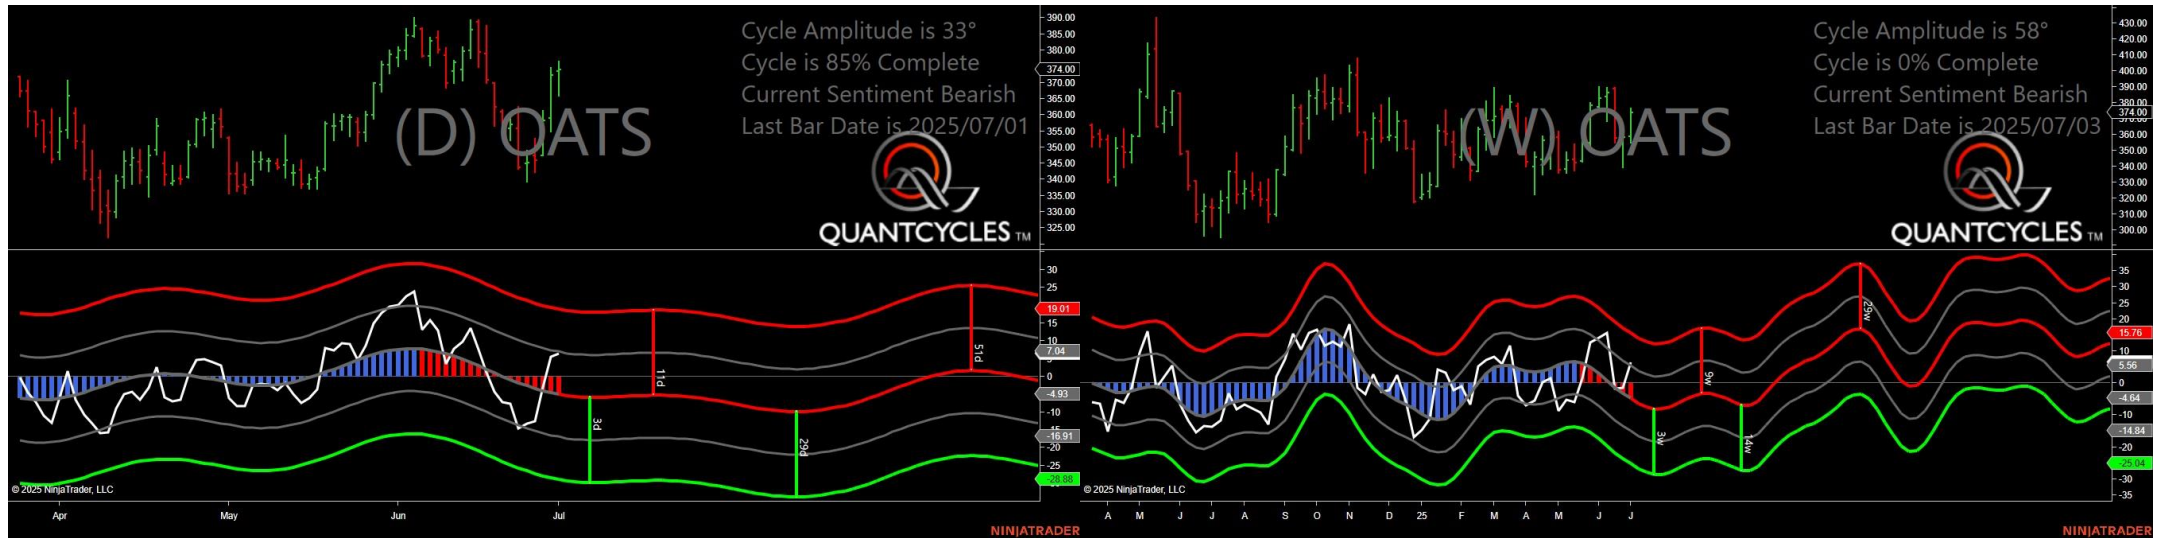 Cycle Amplitude is 33°
Cycle is 85% Complete
Current Sentiment Bearish
Last Bar Date is 2025/07/01
(D) OATS
QUANTCYCLES TM
390.00
385.00
380.00
374.00
370.00
365.00
360.00
355.00
350.00
345.00
340.00
335.00
330.00
325.00
30
25
19.01
15
10
7.04
0
-4.93
-10
-16.91
-20
-25
-28.88
3d
11d
29d
51d
© 2025 NinjaTrader, LLC
Apr May Jun Jul
NINJATRADER
Cycle Amplitude is 58°
Cycle is 0% Complete
Current Sentiment Bearish
Last Bar Date is 2025/07/03
(W) OATS
QUANTCYCLES TM
430.00
420.00
410.00
400.00
390.00
380.00
374.00
360.00
350.00
340.00
330.00
320.00
310.00
300.00
35
30
25
20
15.76
10
5.56
0
-4.64
-10
-14.84
-20
-25.04
-30
-35
3w
9w
14w
29w
© 2025 NinjaTrader, LLC
A M J J A S O N D 25 F M A M J J
NINJATRADER